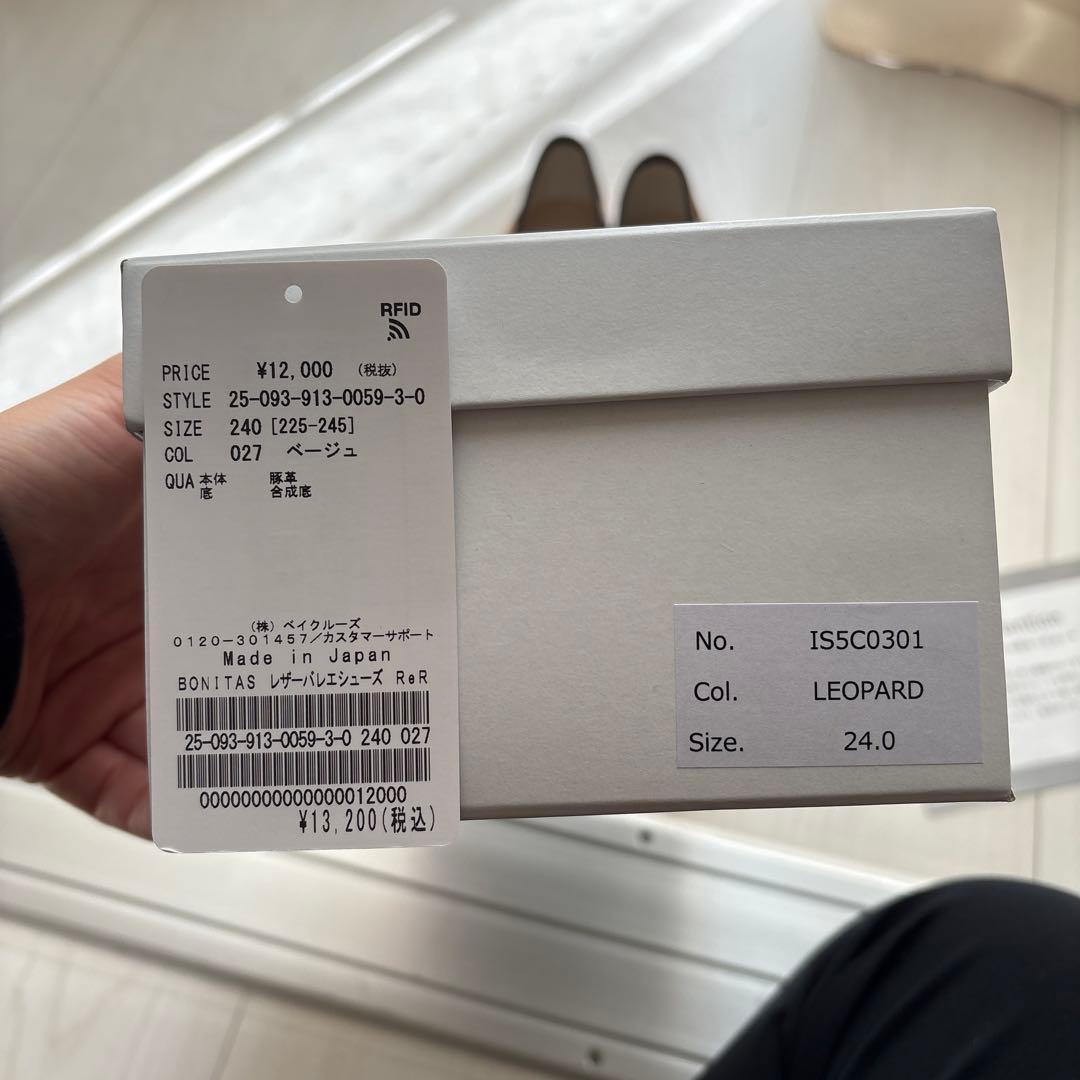 RFID
PRICE ¥12,000 (税抜)
STYLE 25-093-913-0059-3-0
SIZE 240 [225-245]
COL 027 ベージュ
QUA 本体 豚革
底 合成底
(株) ベイクルーズ
0120-301457/カスタマーサポート
Made in Japan
BONITAS レザーバレエシューズ ReR
25-093-913-0059-3-0 240 027
00000000000000012000
¥13,200(税込)
No. IS5C0301
Col. LEOPARD
Size. 24.0